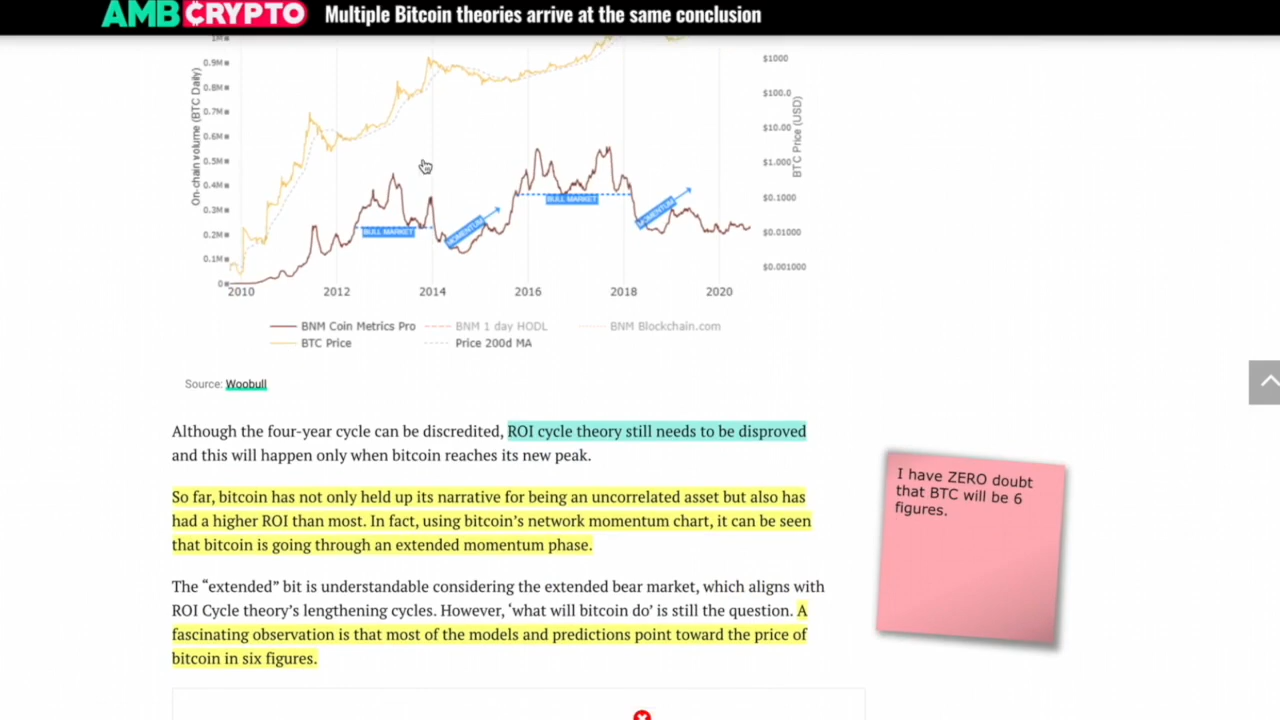 AMBCRYPTO Multiple Bitcoin theories arrive at the same conclusion
On-chain volume (BTC Daily)
1M
0.9M
0.8M
0.7M
0.6M
0.5M
0.4M
0.3M
0.2M
0.1M
0
$1000
$100.0
$10.00
$1.000
$0.1000
$0.01000
$0.001000
BTC Price (USD)
BULL MARKET
MOMENTUM
BULL MARKET
MOMENTUM
2010 2012 2014 2016 2018 2020
BNM Coin Metrics Pro BNM 1 day HODL BNM Blockchain.com
BTC Price Price 200d MA
Source: Woobull
Although the four-year cycle can be discredited, ROI cycle theory still needs to be disproved
and this will happen only when bitcoin reaches its new peak.
So far, bitcoin has not only held up its narrative for being an uncorrelated asset but also has
had a higher ROI than most. In fact, using bitcoin’s network momentum chart, it can be seen
that bitcoin is going through an extended momentum phase.
The “extended” bit is understandable considering the extended bear market, which aligns with
ROI Cycle theory’s lengthening cycles. However, ‘what will bitcoin do’ is still the question. A
fascinating observation is that most of the models and predictions point toward the price of
bitcoin in six figures.
I have ZERO doubt
that BTC will be 6
figures.